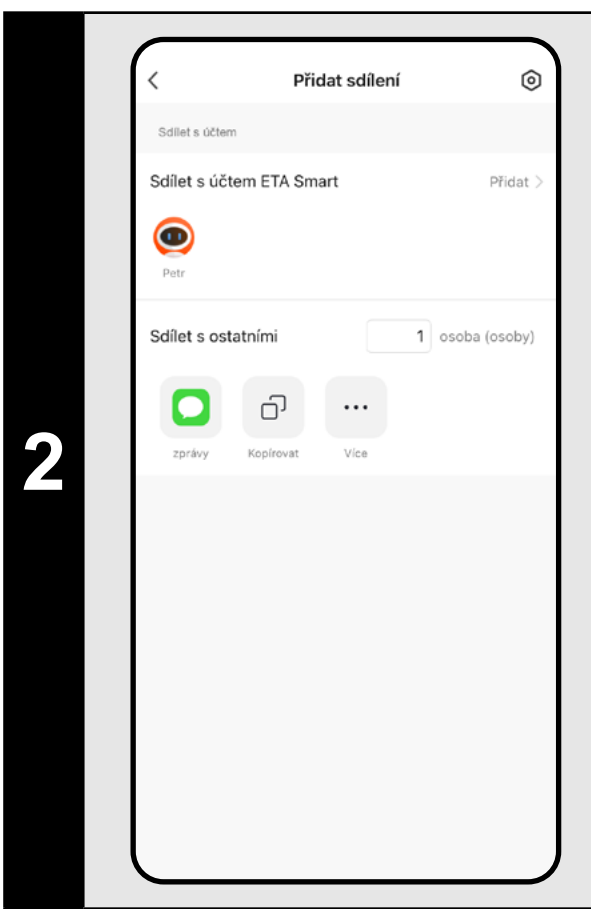 2
Přidat sdílení
Sdílet s účtem
Sdílet s účtem ETA Smart Přidat >
Petr
Sdílet s ostatními 1 osoba (osoby)
zprávy Kopírovat Více